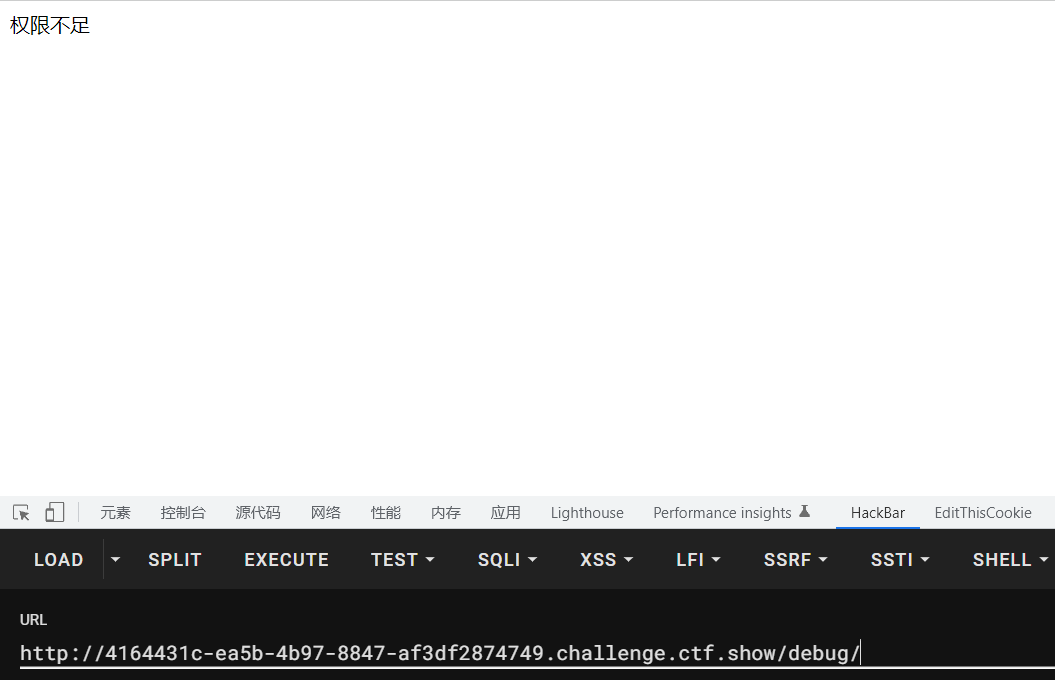 权限不足
元素 控制台 源代码 网络 性能 内存 应用 Lighthouse Performance insights HackBar EditThisCookie
LOAD SPLIT EXECUTE TEST SQLI XSS LFI SSRF SSTI SHELL
URL
http://4164431c-ea5b-4b97-8847-af3df2874749.challenge.ctf.show/debug/